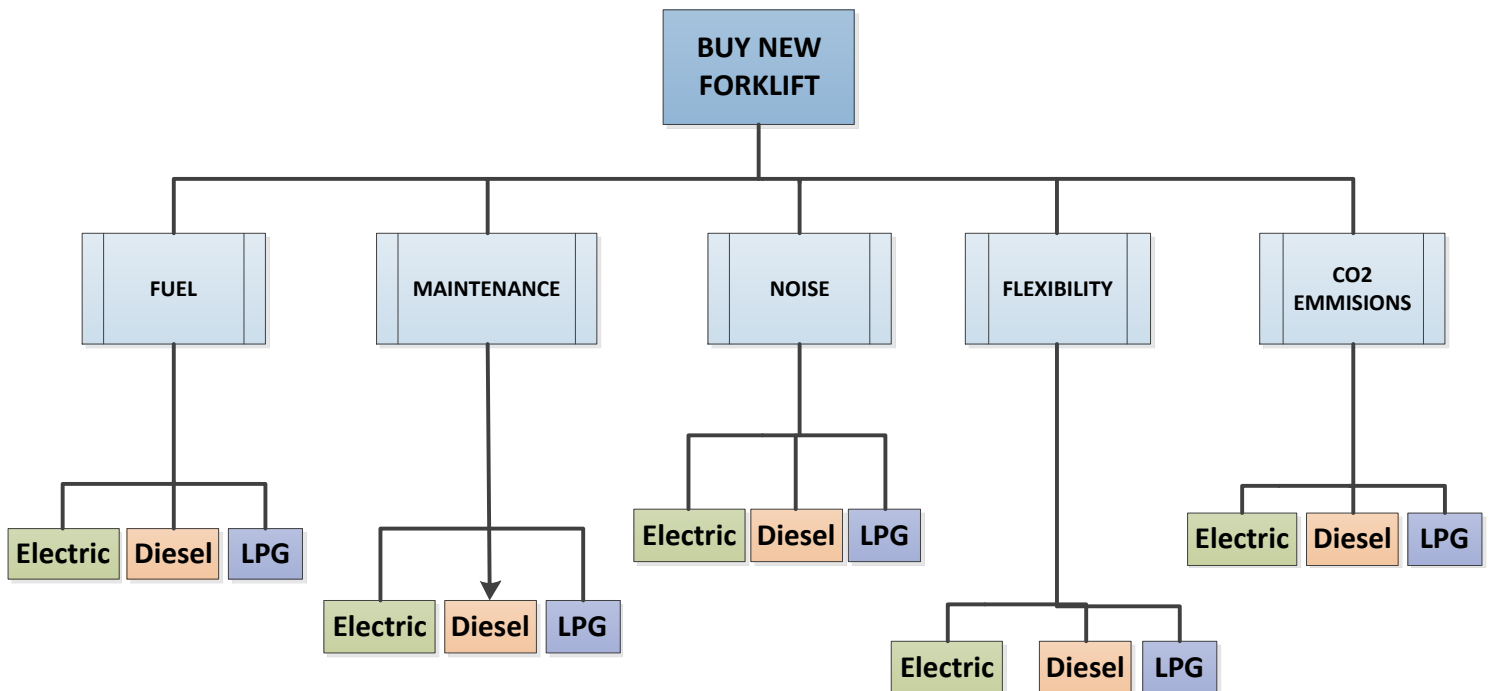 BUY NEW
FORKLIFT
FUEL
MAINTENANCE
NOISE
FLEXIBILITY
CO2
EMMISIONS
Electric Diesel LPG
Electric Diesel LPG
Electric Diesel LPG
Electric Diesel LPG
Electric Diesel LPG